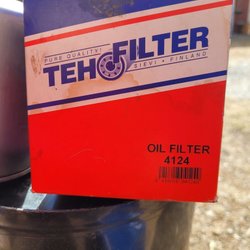 PURE QUALITY
TEHOFILTER
SIEVI • FINLAND
OIL FILTER
4124